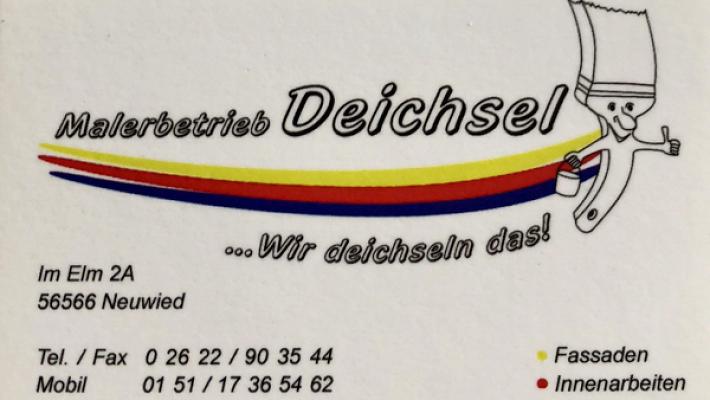 Malerbetrieb Deichsel
...Wir deichseln das!
Im Elm 2A
56566 Neuwied
Tel. / Fax 0 26 22 / 90 35 44
Mobil 01 51 / 17 36 54 62
Fassaden
Innenarbeiten